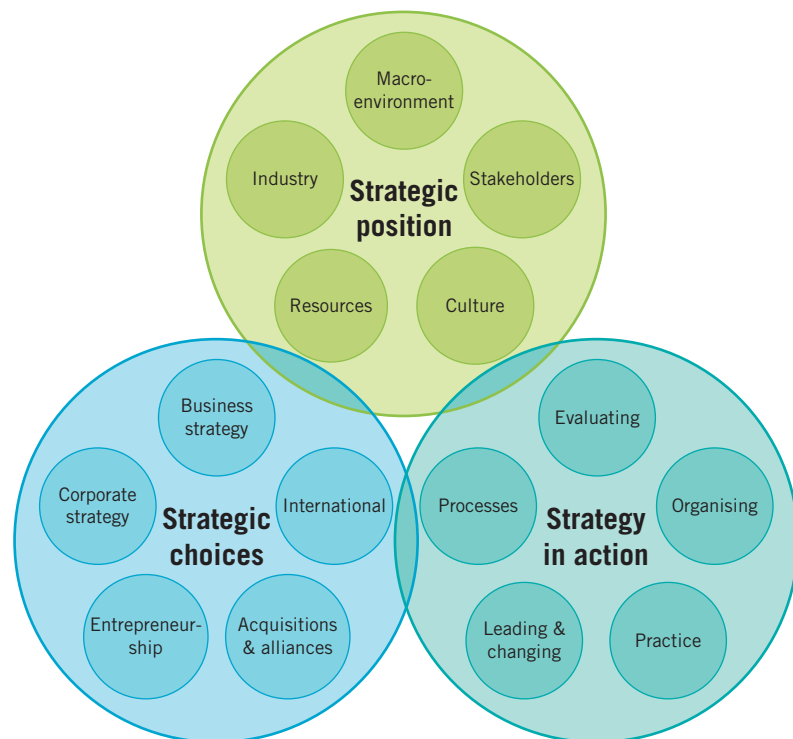 Macro-
environment
Industry
Stakeholders
Strategic
position
Resources
Culture
Business
strategy
Corporate
strategy
International
Strategic
choices
Entrepreneur-
ship
Acquisitions
& alliances
Evaluating
Processes
Organising
Strategy
in action
Leading &
changing
Practice